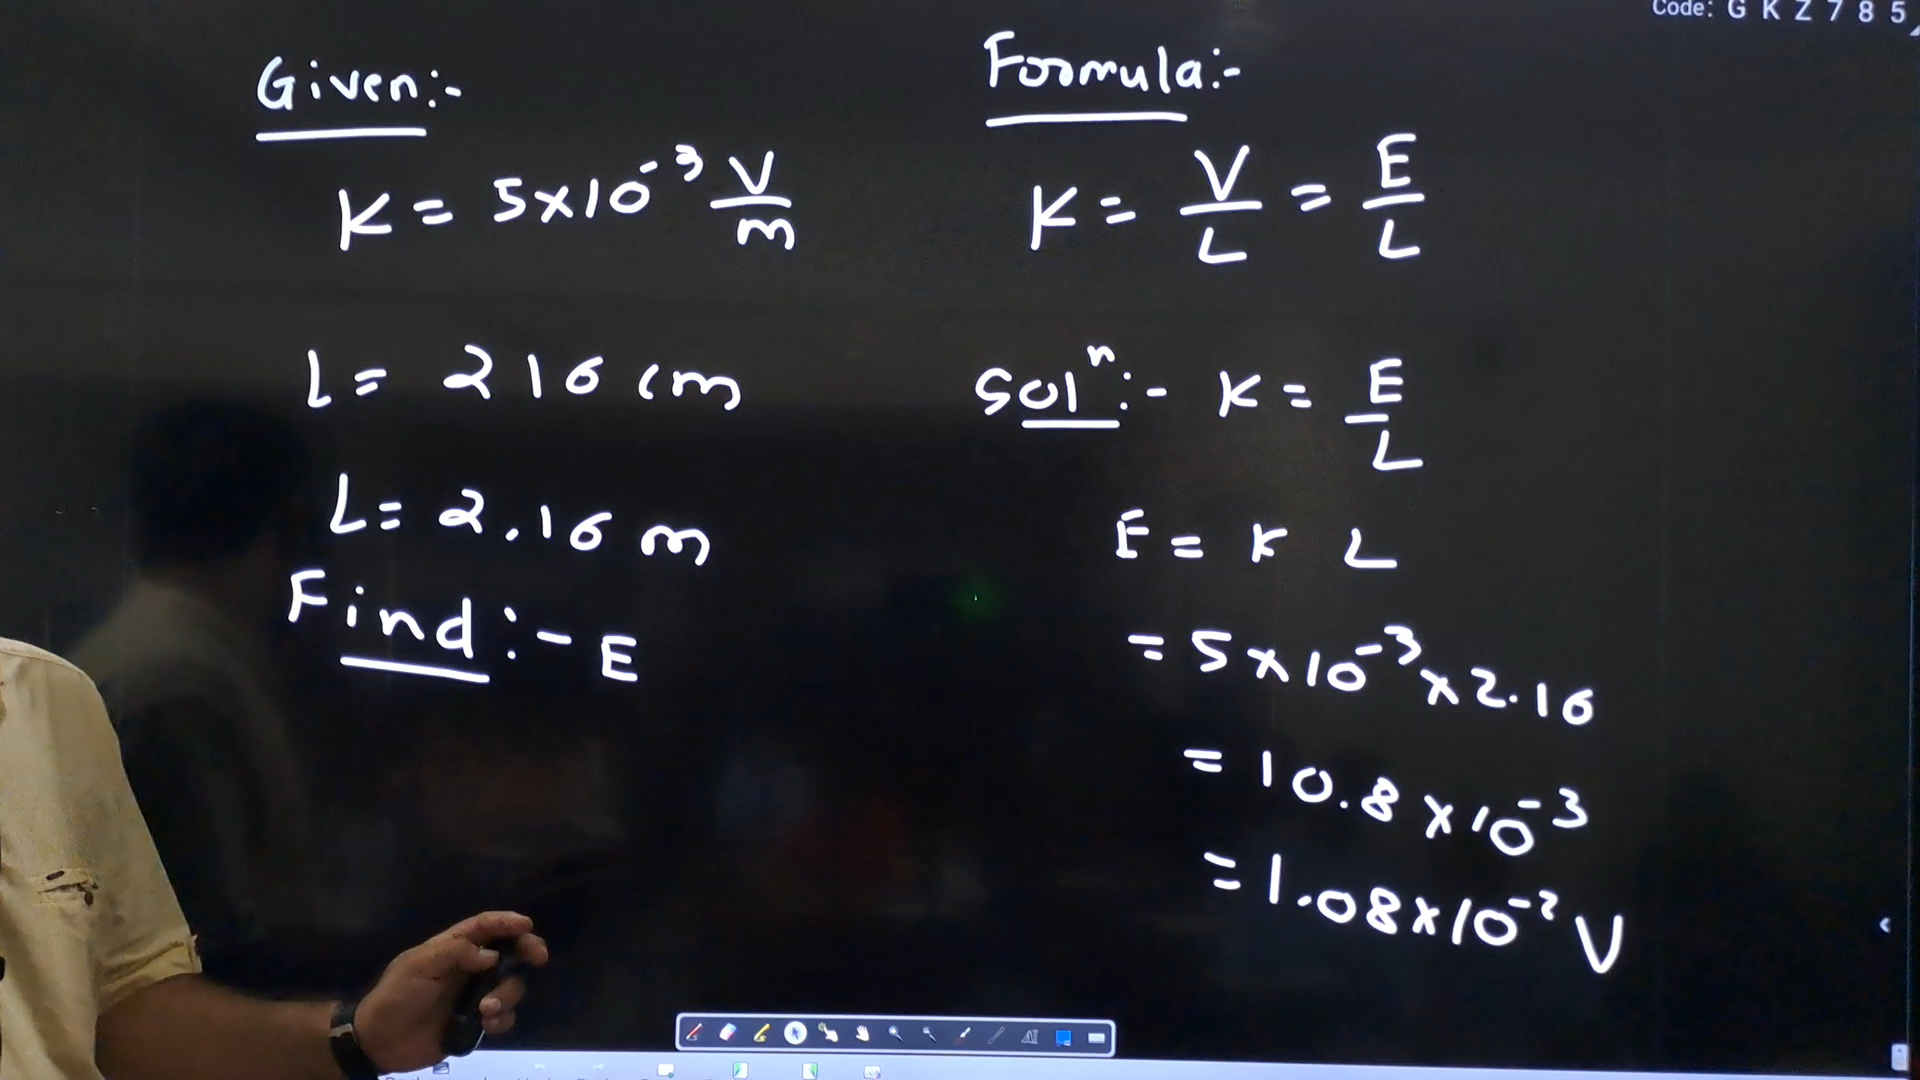 Code: G K Z 7 8 5
Given:-
K = 5×10⁻³ V/m
L = 216 cm
L = 2.16 m
Find:- E
Formula:-
K = V/L = E/L
Solⁿ:- K = E/L
E = K L
= 5×10⁻³×2.16
= 10.8×10⁻³
= 1.08×10⁻² V